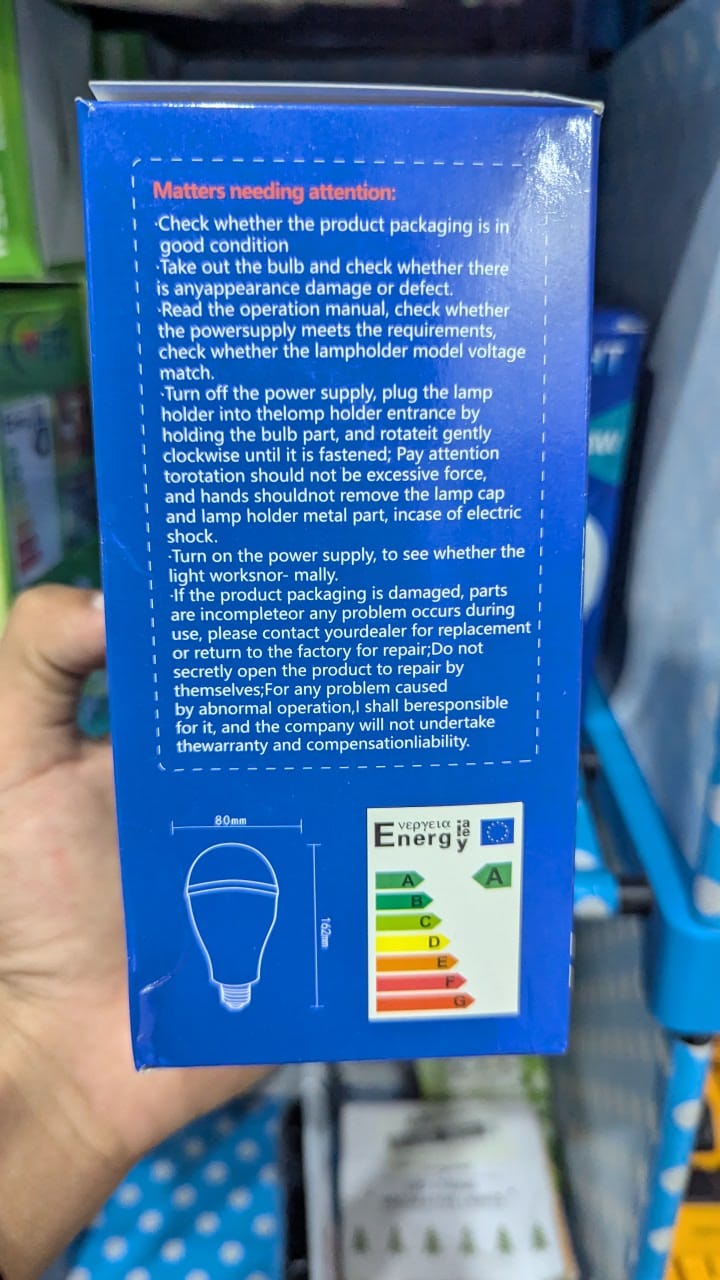 Matters needing attention:
·Check whether the product packaging is in
good condition
·Take out the bulb and check whether there
is anyappearance damage or defect.
·Read the operation manual, check whether
the powersupply meets the requirements,
check whether the lampholder model voltage
match.
·Turn off the power supply, plug the lamp
holder into thelomp holder entrance by
holding the bulb part, and rotateit gently
clockwise until it is fastened; Pay attention
torotation should not be excessive force,
and hands shouldnot remove the lamp cap
and lamp holder metal part, incase of electric
shock.
·Turn on the power supply, to see whether the
light worksnor- mally.
·If the product packaging is damaged, parts
are incompleteor any problem occurs during
use, please contact yourdealer for replacement
or return to the factory for repair;Do not
secretly open the product to repair by
themselves;For any problem caused
by abnormal operation,I shall beresponsible
for it, and the company will not undertake
thewarranty and compensationliability.
80mm
162mm
Energy
νεργεια
ia
ie
A
A
B
C
D
E
F
G
HT